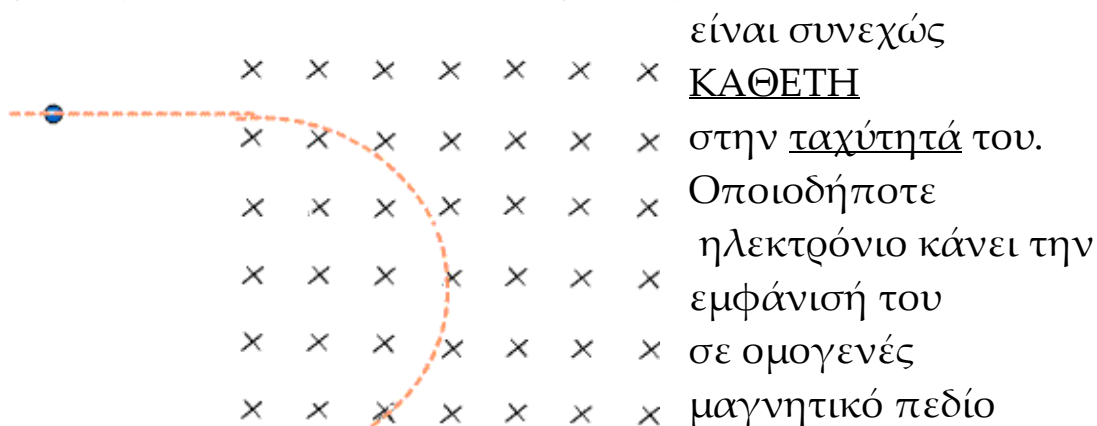 είναι συνεχώς
ΚΑΘΕΤΗ
στην ταχύτητά του.
Οποιοδήποτε
ηλεκτρόνιο κάνει την
εμφάνισή του
σε ομογενές
μαγνητικό πεδίο